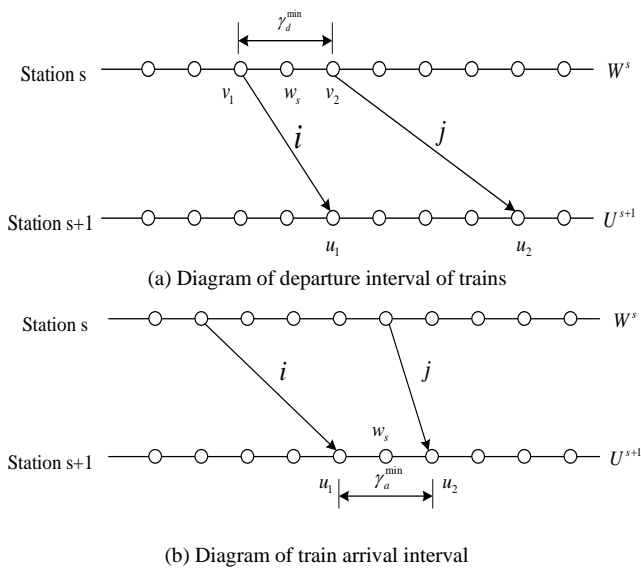 γ_d^min
Station s W^s
v_1 w_s v_2
i j
Station s+1 U^{s+1}
u_1 u_2
(a) Diagram of departure interval of trains
Station s W^s
i j
w_s
Station s+1 U^{s+1}
u_1 γ_a^min u_2
(b) Diagram of train arrival interval